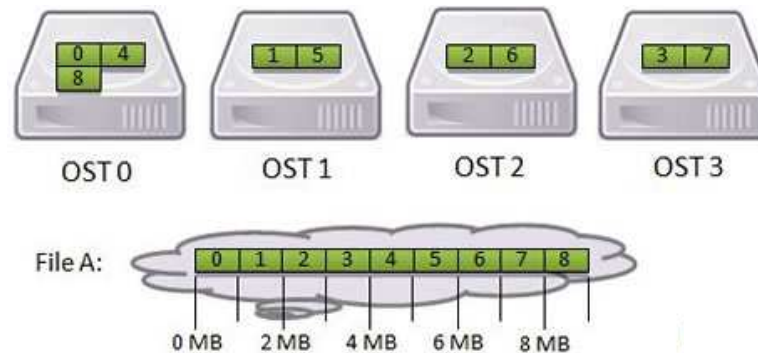 0 4
8
1 5
2 6
3 7
OST 0
OST 1
OST 2
OST 3
File A:
0 1 2 3 4 5 6 7 8
0 MB 2 MB 4 MB 6 MB 8 MB